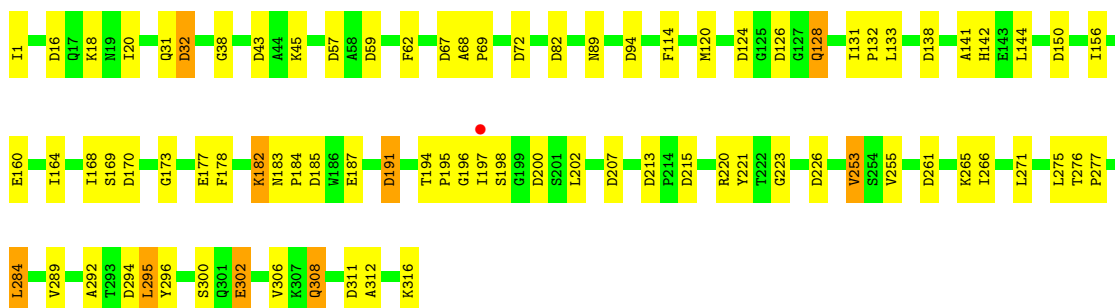 I1 D16 Q17 K18 N19 I20 Q31 D32 G38 D43 A44 K45 D57 A58 D59 F62 D67 A68 P69 D72 D82 N89 D94 F114 M120 D124 G125 D126 G127 Q128 I131 P132 L133 D138 A141 H142 E143 L144 D150 I156
E160 I164 I168 S169 D170 G173 E177 F178 K182 N183 P184 D185 W186 E187 D191 T194 P195 G196 I197 S198 G199 D200 S201 L202 D207 D213 P214 D215 R220 Y221 T222 G223 D226 V253 S254 V255 D261 K265 I266 L271 L275 T276 P277
L284 V289 A292 T293 D294 L295 Y296 S300 Q301 E302 V306 K307 Q308 D311 A312 K316